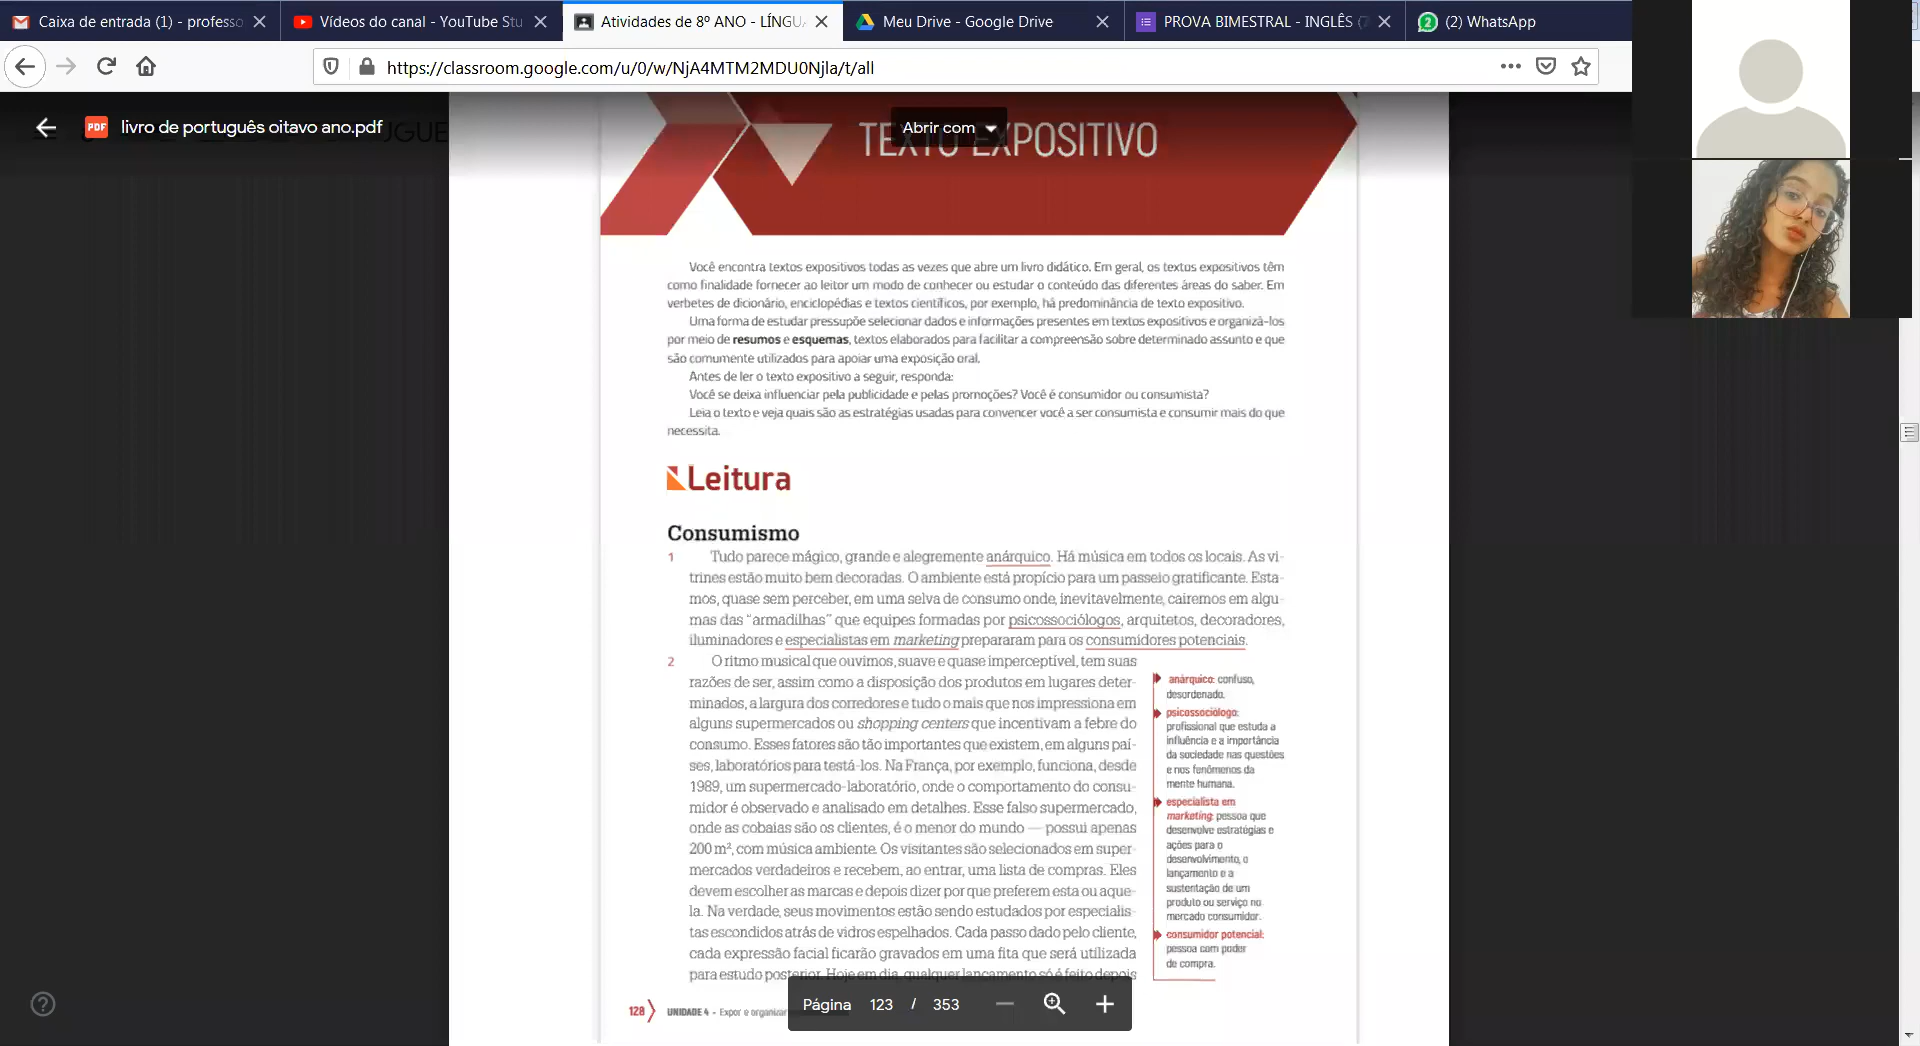 Caixa de entrada (1) - professo
Vídeos do canal - YouTube Stu
Atividades de 8º ANO - LÍNGU
Meu Drive - Google Drive
PROVA BIMESTRAL - INGLÊS (7
(2) WhatsApp
https://classroom.google.com/u/0/w/NjA4MTM2MDU0Njla/t/all
PDF livro de português oitavo ano.pdf
Abrir com
TEXTO EXPOSITIVO
Você encontra textos expositivos todas as vezes que abre um livro didático. Em geral, os textos expositivos têm
como finalidade fornecer ao leitor um modo de conhecer ou estudar o conteúdo das diferentes áreas do saber. Em
verbetes de dicionário, enciclopédias e textos científicos, por exemplo, há predominância de texto expositivo.
Uma forma de estudar pressupõe selecionar dados e informações presentes em textos expositivos e organizá-los
por meio de resumos e esquemas, textos elaborados para facilitar a compreensão sobre determinado assunto e que
são comumente utilizados para apoiar uma exposição oral.
Antes de ler o texto expositivo a seguir, responda:
Você se deixa influenciar pela publicidade e pelas promoções? Você é consumidor ou consumista?
Leia o texto e veja quais são as estratégias usadas para convencer você a ser consumista e consumir mais do que
necessita.
Leitura
Consumismo
1 Tudo parece mágico, grande e alegremente anárquico. Há música em todos os locais. As vi-
trines estão muito bem decoradas. O ambiente está propício para um passeio gratificante. Esta-
mos, quase sem perceber, em uma selva de consumo onde, inevitavelmente, cairemos em algu-
mas das “armadilhas” que equipes formadas por psicossociólogos, arquitetos, decoradores,
iluminadores e especialistas em marketing prepararam para os consumidores potenciais.
2 O ritmo musical que ouvimos, suave e quase imperceptível, tem suas
razões de ser, assim como a disposição dos produtos em lugares deter-
minados, a largura dos corredores e tudo o mais que nos impressiona em
alguns supermercados ou shopping centers que incentivam a febre do
consumo. Esses fatores são tão importantes que existem, em alguns paí-
ses, laboratórios para testá-los. Na França, por exemplo, funciona, desde
1989, um supermercado-laboratório, onde o comportamento do consu-
midor é observado e analisado em detalhes. Esse falso supermercado,
onde as cobaias são os clientes, é o menor do mundo — possui apenas
200 m², com música ambiente. Os visitantes são selecionados em super-
mercados verdadeiros e recebem, ao entrar, uma lista de compras. Eles
devem escolher as marcas e depois dizer por que preferem esta ou aque-
la. Na verdade, seus movimentos estão sendo estudados por especialis-
tas escondidos atrás de vidros espelhados. Cada passo dado pelo cliente,
cada expressão facial ficarão gravados em uma fita que será utilizada
para estudo posterior. Hoje em dia, qualquer lançamento só é feito depois
anárquico: confuso,
desordenado.
psicossociólogo:
profissional que estuda a
influência e a importância
da sociedade nas questões
e nos fenômenos da
mente humana.
especialista em
marketing: pessoa que
desenvolve estratégias e
ações para o
desenvolvimento, o
lançamento e a
sustentação de um
produto ou serviço no
mercado consumidor.
consumidor potencial:
pessoa com poder
de compra.
128 UNIDADE 4 - Expor e organizar
Página 123 / 353